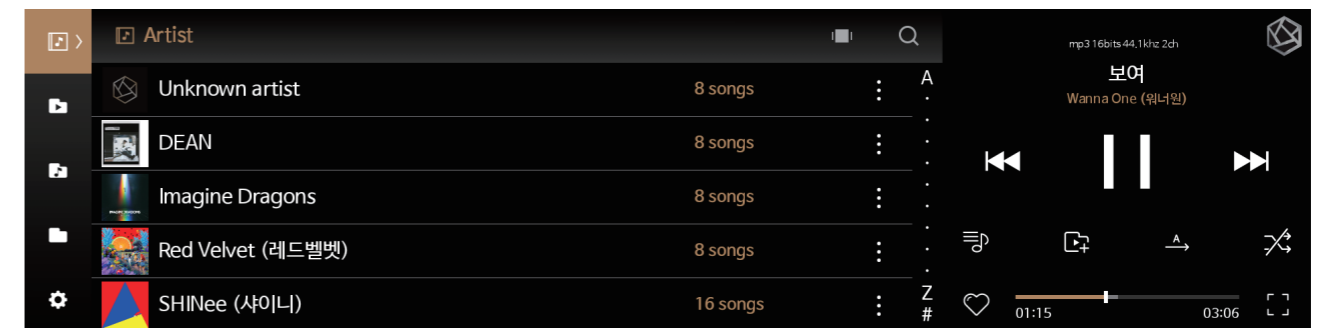 Artist
Unknown artist 8 songs
DEAN 8 songs
Imagine Dragons 8 songs
Red Velvet (레드벨벳) 8 songs
SHINee (샤이니) 16 songs
A
Z
#
mp3 16bits 44.1khz 2ch
보여
Wanna One (워너원)
A
01:15 03:06